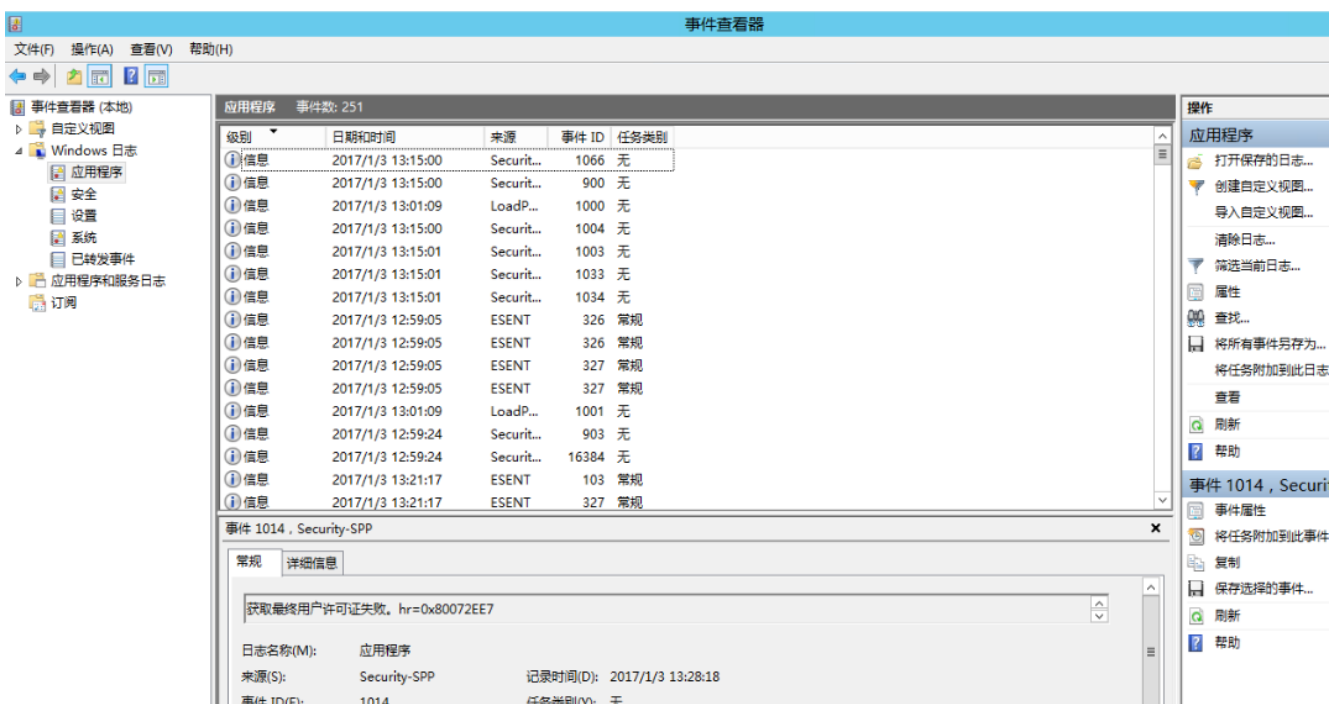 事件查看器
文件(F) 操作(A) 查看(V) 帮助(H)
事件查看器 (本地)
自定义视图
Windows 日志
应用程序
安全
设置
系统
已转发事件
应用程序和服务日志
订阅
应用程序 事件数: 251
级别 日期和时间 来源 事件 ID 任务类别
信息 2017/1/3 13:15:00 Securit... 1066 无
信息 2017/1/3 13:15:00 Securit... 900 无
信息 2017/1/3 13:01:09 LoadP... 1000 无
信息 2017/1/3 13:15:00 Securit... 1004 无
信息 2017/1/3 13:15:01 Securit... 1003 无
信息 2017/1/3 13:15:01 Securit... 1033 无
信息 2017/1/3 13:15:01 Securit... 1034 无
信息 2017/1/3 12:59:05 ESENT 326 常规
信息 2017/1/3 12:59:05 ESENT 326 常规
信息 2017/1/3 12:59:05 ESENT 327 常规
信息 2017/1/3 12:59:05 ESENT 327 常规
信息 2017/1/3 13:01:09 LoadP... 1001 无
信息 2017/1/3 12:59:24 Securit... 903 无
信息 2017/1/3 12:59:24 Securit... 16384 无
信息 2017/1/3 13:21:17 ESENT 103 常规
信息 2017/1/3 13:21:17 ESENT 327 常规
事件 1014，Security-SPP
常规 详细信息
获取最终用户许可证失败。hr=0x80072EE7
日志名称(M): 应用程序
来源(S): Security-SPP 记录时间(D): 2017/1/3 13:28:18
事件 ID(E): 1014 任务类别(Y): 无
操作
应用程序
打开保存的日志...
创建自定义视图...
导入自定义视图...
清除日志...
筛选当前日志...
属性
查找...
将所有事件另存为...
将任务附加到此日志
查看
刷新
帮助
事件 1014，Securi
事件属性
将任务附加到此事件
复制
保存选择的事件...
刷新
帮助